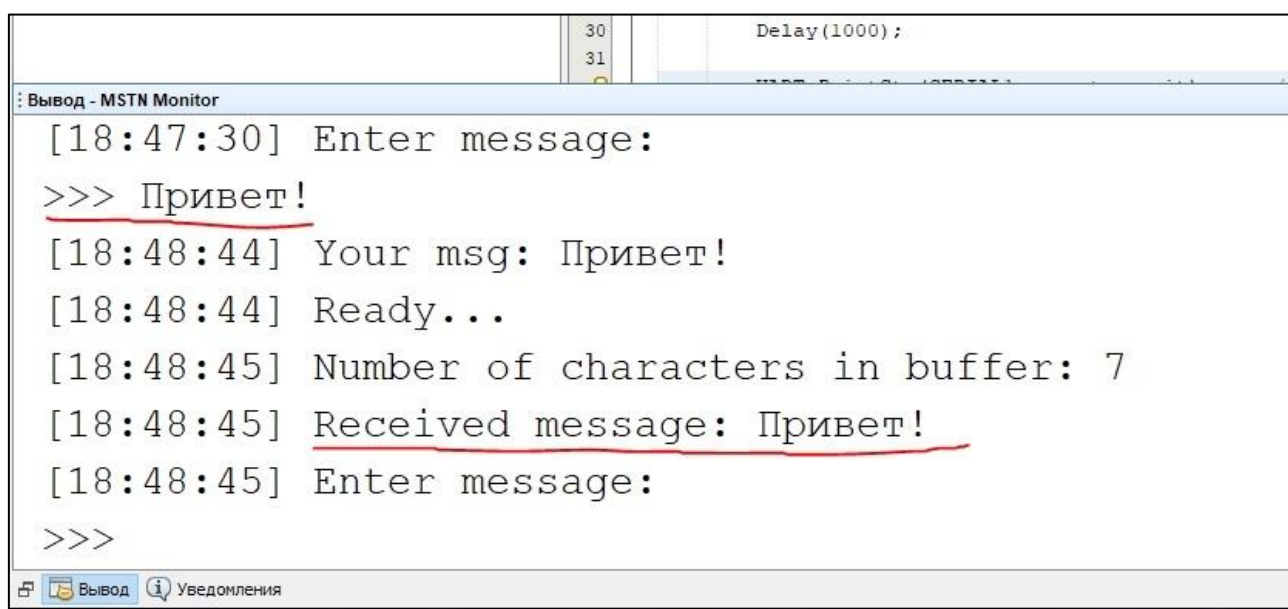 30 Delay(1000);
31
Вывод - MSTN Monitor
[18:47:30] Enter message:
>>> Привет!
[18:48:44] Your msg: Привет!
[18:48:44] Ready...
[18:48:45] Number of characters in buffer: 7
[18:48:45] Received message: Привет!
[18:48:45] Enter message:
>>>
Вывод Уведомления